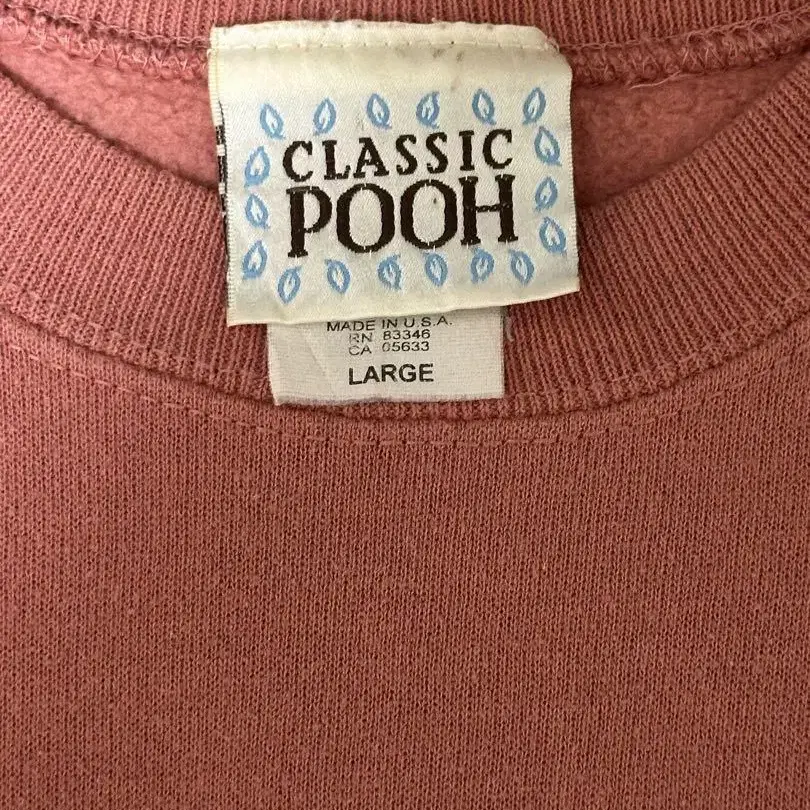 CLASSIC
POOH
MADE IN U.S.A.
RN 83346
CA 05633
LARGE